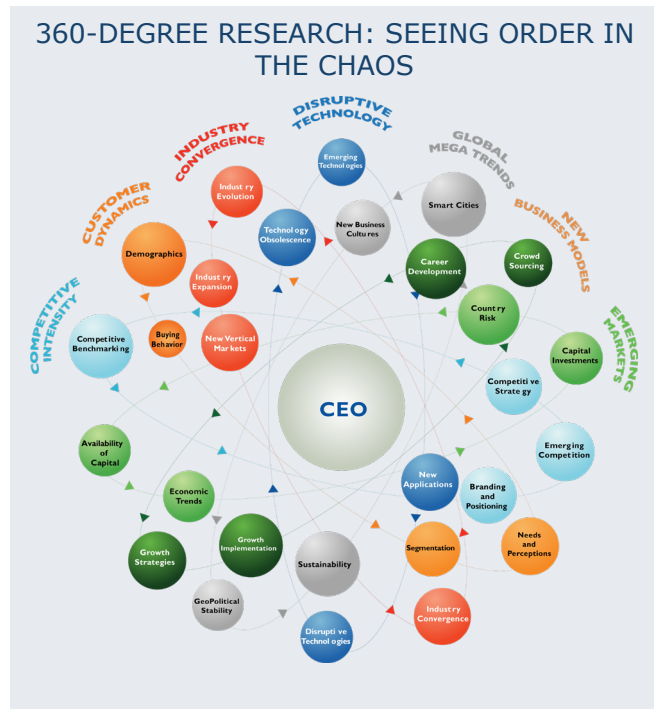 360-DEGREE RESEARCH: SEEING ORDER IN
THE CHAOS
DISRUPTIVE
TECHNOLOGY
INDUSTRY
CONVERGENCE
GLOBAL
MEGA TRENDS
CUSTOMER
DYNAMICS
NEW
BUSINESS MODELS
COMPETITIVE
INTENSITY
EMERGING
MARKETS
Emerging
Technologies
Industry
Evolution
Smart Cities
Technology
Obsolescence
New Business
Cultures
Demographics
Career
Development
Crowd
Sourcing
Industry
Expansion
Country
Risk
Competitive
Benchmarking
Buying
Behavior
New Vertical
Markets
Capital
Investments
Competitive
Strategy
CEO
Availability
of
Capital
Emerging
Competition
New
Applications
Branding
and
Positioning
Economic
Trends
Growth
Strategies
Growth
Implementation
Sustainability
Segmentation
Needs
and
Perceptions
GeoPolitical
Stability
Industry
Convergence
Disruptive
Technologies